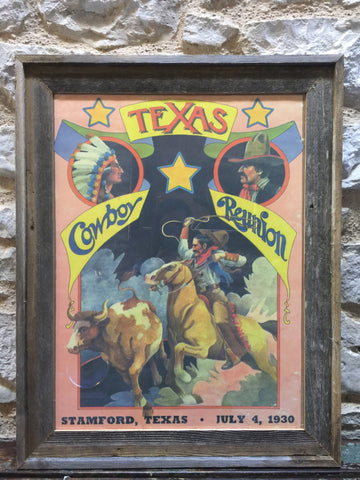 TEXAS
Cowboy Reunion
STAMFORD, TEXAS • JULY 4, 1930